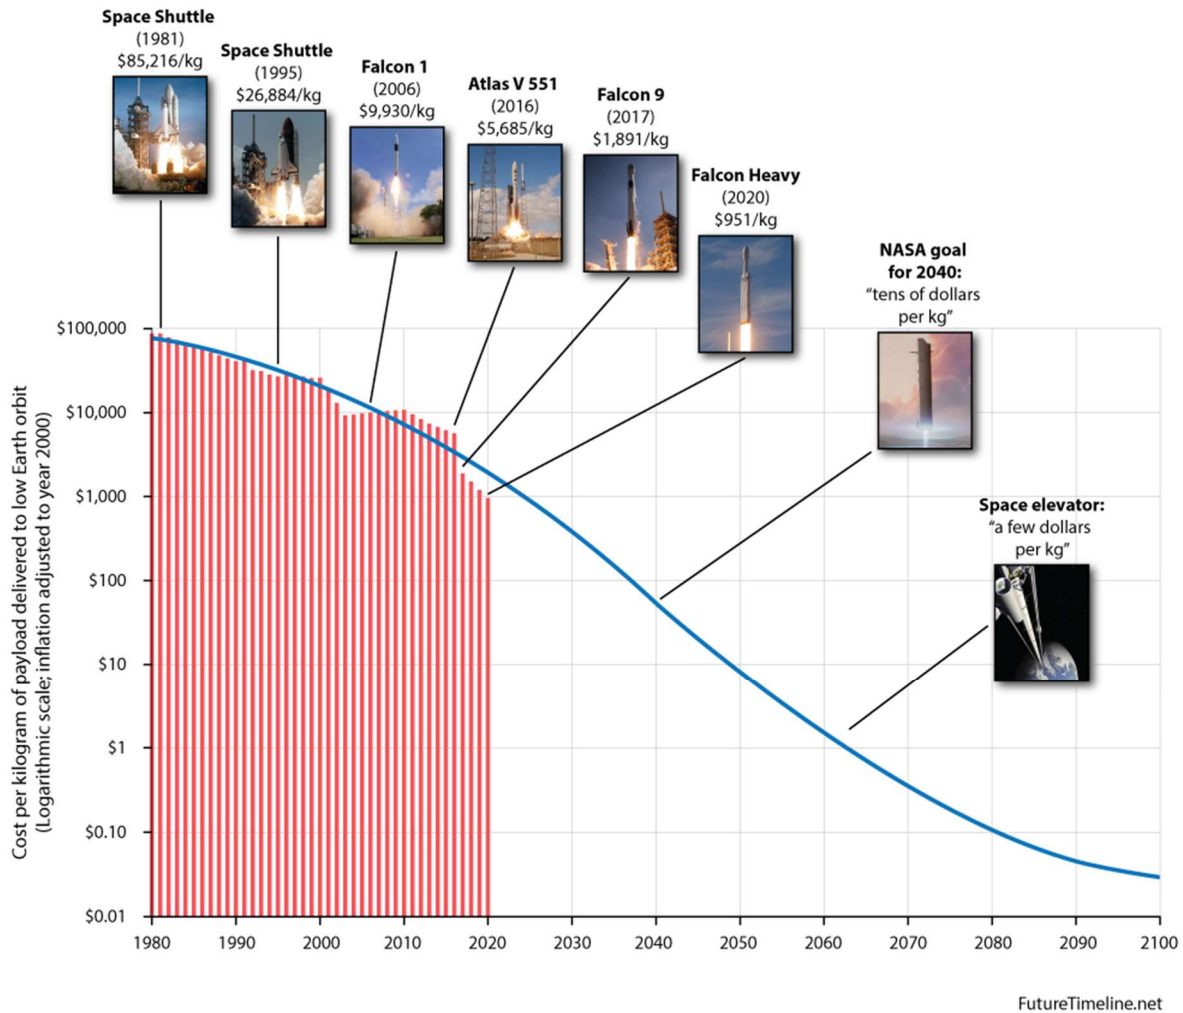 Space Shuttle
(1981)
$85,216/kg
Space Shuttle
(1995)
$26,884/kg
Falcon 1
(2006)
$9,930/kg
Atlas V 551
(2016)
$5,685/kg
Falcon 9
(2017)
$1,891/kg
Falcon Heavy
(2020)
$951/kg
NASA goal
for 2040:
“tens of dollars
per kg”
Space elevator:
“a few dollars
per kg”
Cost per kilogram of payload delivered to low Earth orbit
(Logarithmic scale; inflation adjusted to year 2000)
$100,000
$10,000
$1,000
$100
$10
$1
$0.10
$0.01
1980 1990 2000 2010 2020 2030 2040 2050 2060 2070 2080 2090 2100
FutureTimeline.net